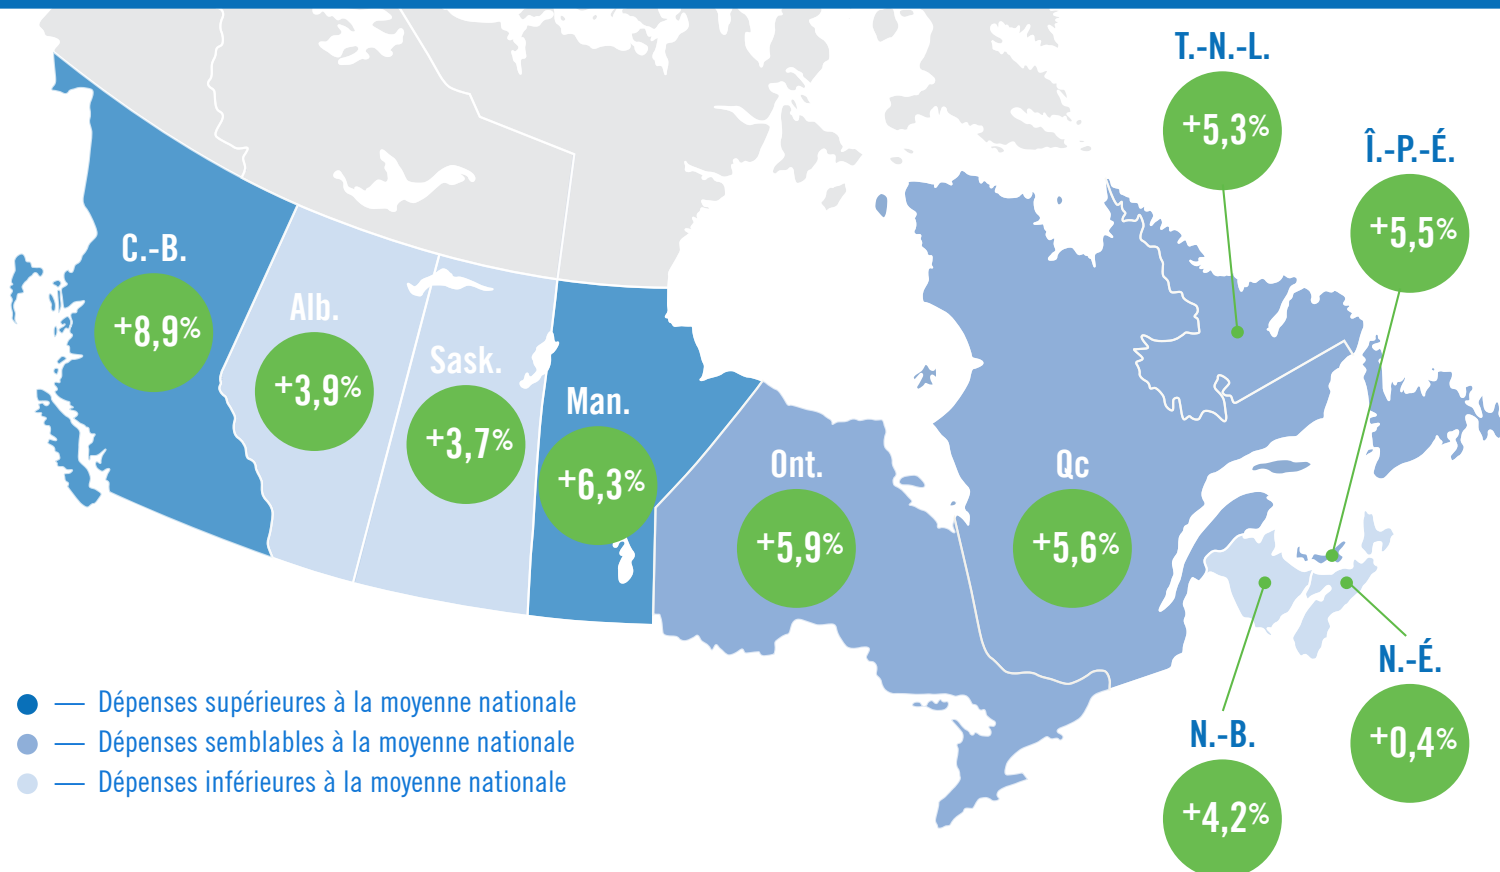 T.-N.-L.
+5,3%
Î.-P.-É.
+5,5%
C.-B.
+8,9%
Alb.
+3,9%
Sask.
+3,7%
Man.
+6,3%
Ont.
+5,9%
Qc
+5,6%
N.-É.
+0,4%
N.-B.
+4,2%
Dépenses supérieures à la moyenne nationale
Dépenses semblables à la moyenne nationale
Dépenses inférieures à la moyenne nationale